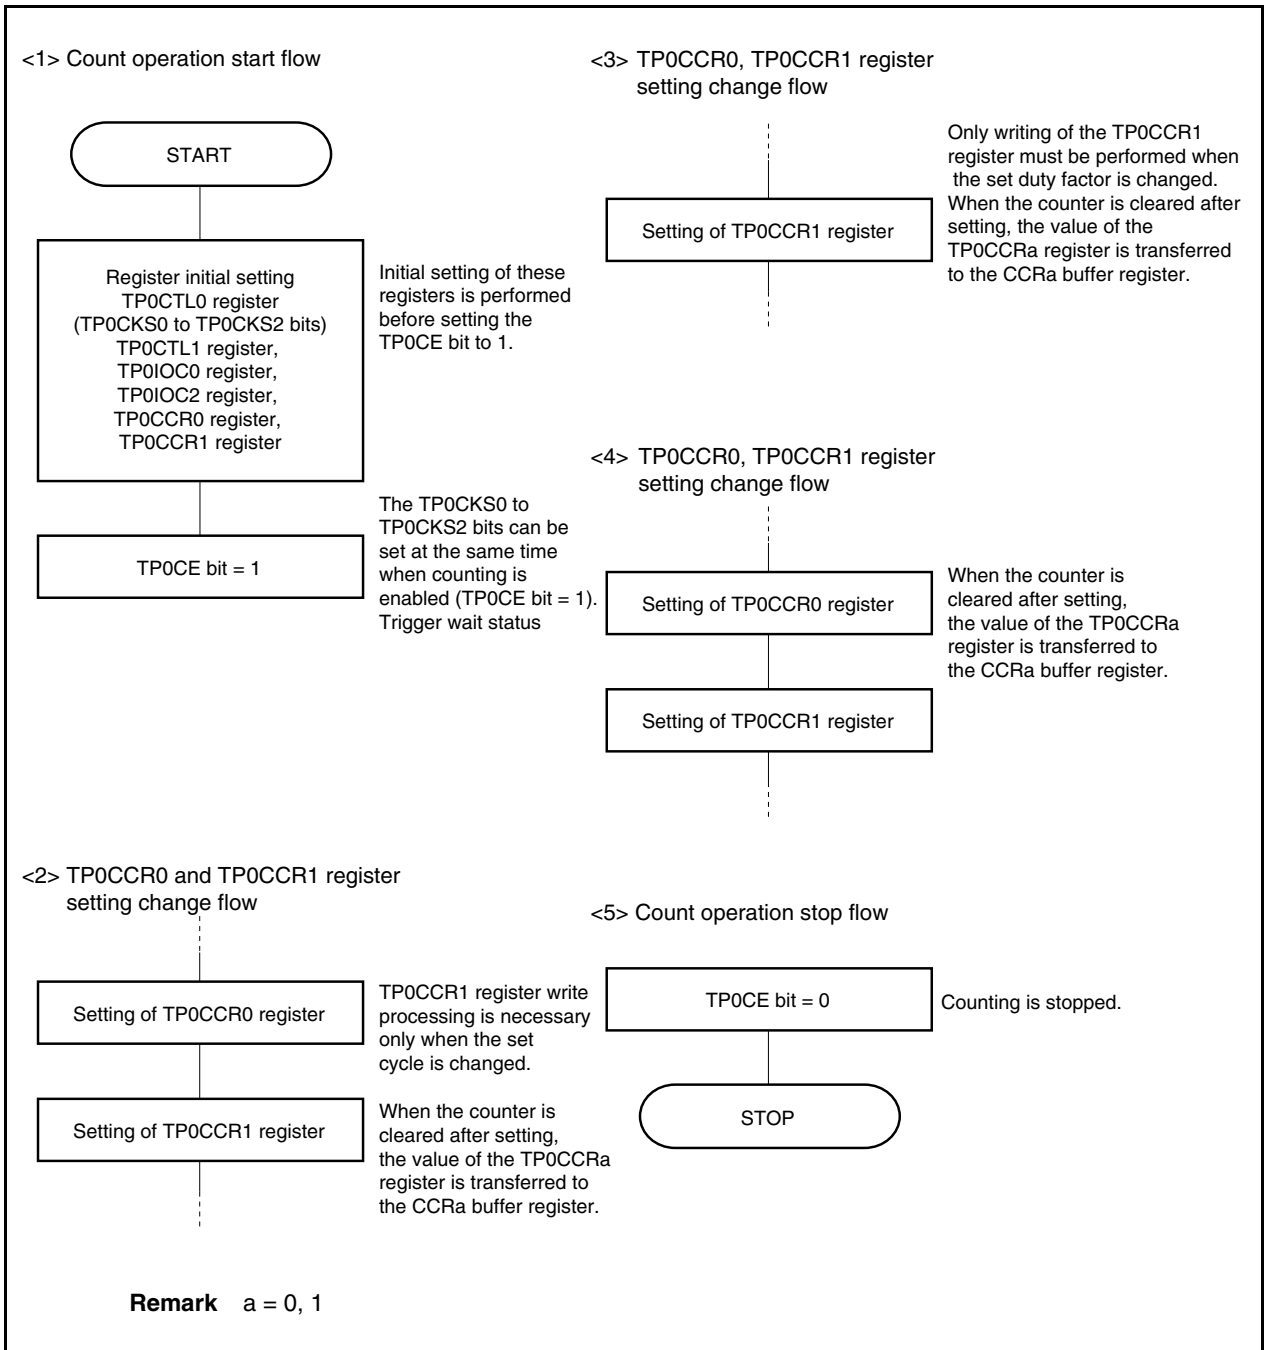 <1> Count operation start flow
START
Register initial setting
TP0CTL0 register
(TP0CKS0 to TP0CKS2 bits)
TP0CTL1 register,
TP0IOC0 register,
TP0IOC2 register,
TP0CCR0 register,
TP0CCR1 register
Initial setting of these
registers is performed
before setting the
TP0CE bit to 1.
TP0CE bit = 1
The TP0CKS0 to
TP0CKS2 bits can be
set at the same time
when counting is
enabled (TP0CE bit = 1).
Trigger wait status
<2> TP0CCR0 and TP0CCR1 register
setting change flow
Setting of TP0CCR0 register
TP0CCR1 register write
processing is necessary
only when the set
cycle is changed.
Setting of TP0CCR1 register
When the counter is
cleared after setting,
the value of the TP0CCRa
register is transferred to
the CCRa buffer register.
<3> TP0CCR0, TP0CCR1 register
setting change flow
Setting of TP0CCR1 register
Only writing of the TP0CCR1
register must be performed when
the set duty factor is changed.
When the counter is cleared after
setting, the value of the
TP0CCRa register is transferred
to the CCRa buffer register.
<4> TP0CCR0, TP0CCR1 register
setting change flow
Setting of TP0CCR0 register
When the counter is
cleared after setting,
the value of the TP0CCRa
register is transferred to
the CCRa buffer register.
Setting of TP0CCR1 register
<5> Count operation stop flow
TP0CE bit = 0
Counting is stopped.
STOP
Remark a = 0, 1